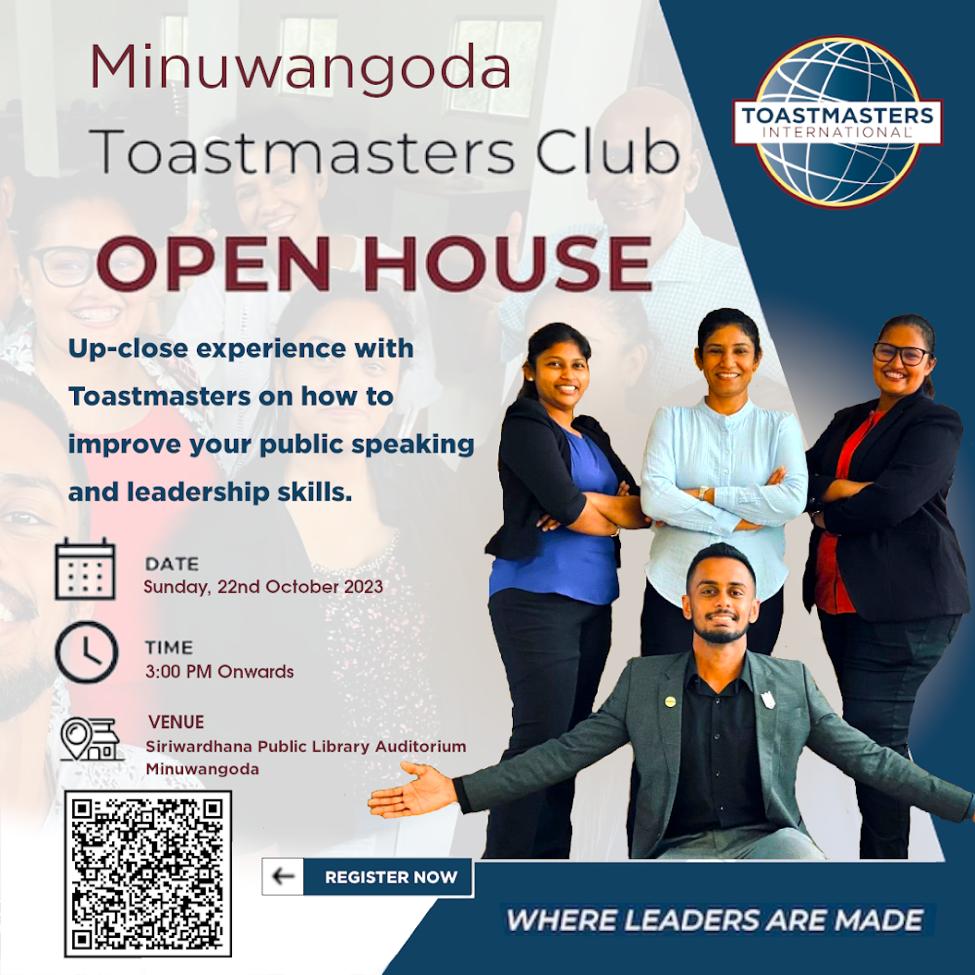 Minuwangoda
Toastmasters Club
OPEN HOUSE
TOASTMASTERS
INTERNATIONAL
Up-close experience with
Toastmasters on how to
improve your public speaking
and leadership skills.
DATE
Sunday, 22nd October 2023
TIME
3:00 PM Onwards
VENUE
Siriwardhana Public Library Auditorium
Minuwangoda
REGISTER NOW
WHERE LEADERS ARE MADE